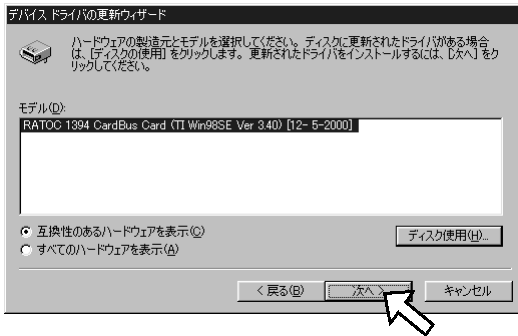 デバイス ドライバの更新ウィザード
ハードウェアの製造元とモデルを選択してください。ディスクに更新されたドライバがある場合
は、[ディスクの使用] をクリックします。更新されたドライバをインストールするには、[次へ] をク
リックしてください。
モデル(D):
RATOC 1394 CardBus Card (TI Win98SE Ver 3.40) [12- 5-2000]
互換性のあるハードウェアを表示(C)
すべてのハードウェアを表示(A)
ディスク使用(H)...
< 戻る(B)
次へ >
キャンセル